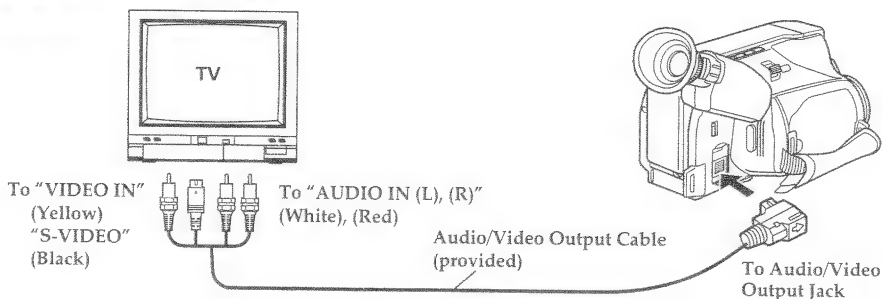 TV
To "VIDEO IN"
(Yellow)
"S-VIDEO"
(Black)
To "AUDIO IN (L), (R)"
(White), (Red)
Audio/Video Output Cable
(provided)
To Audio/Video
Output Jack